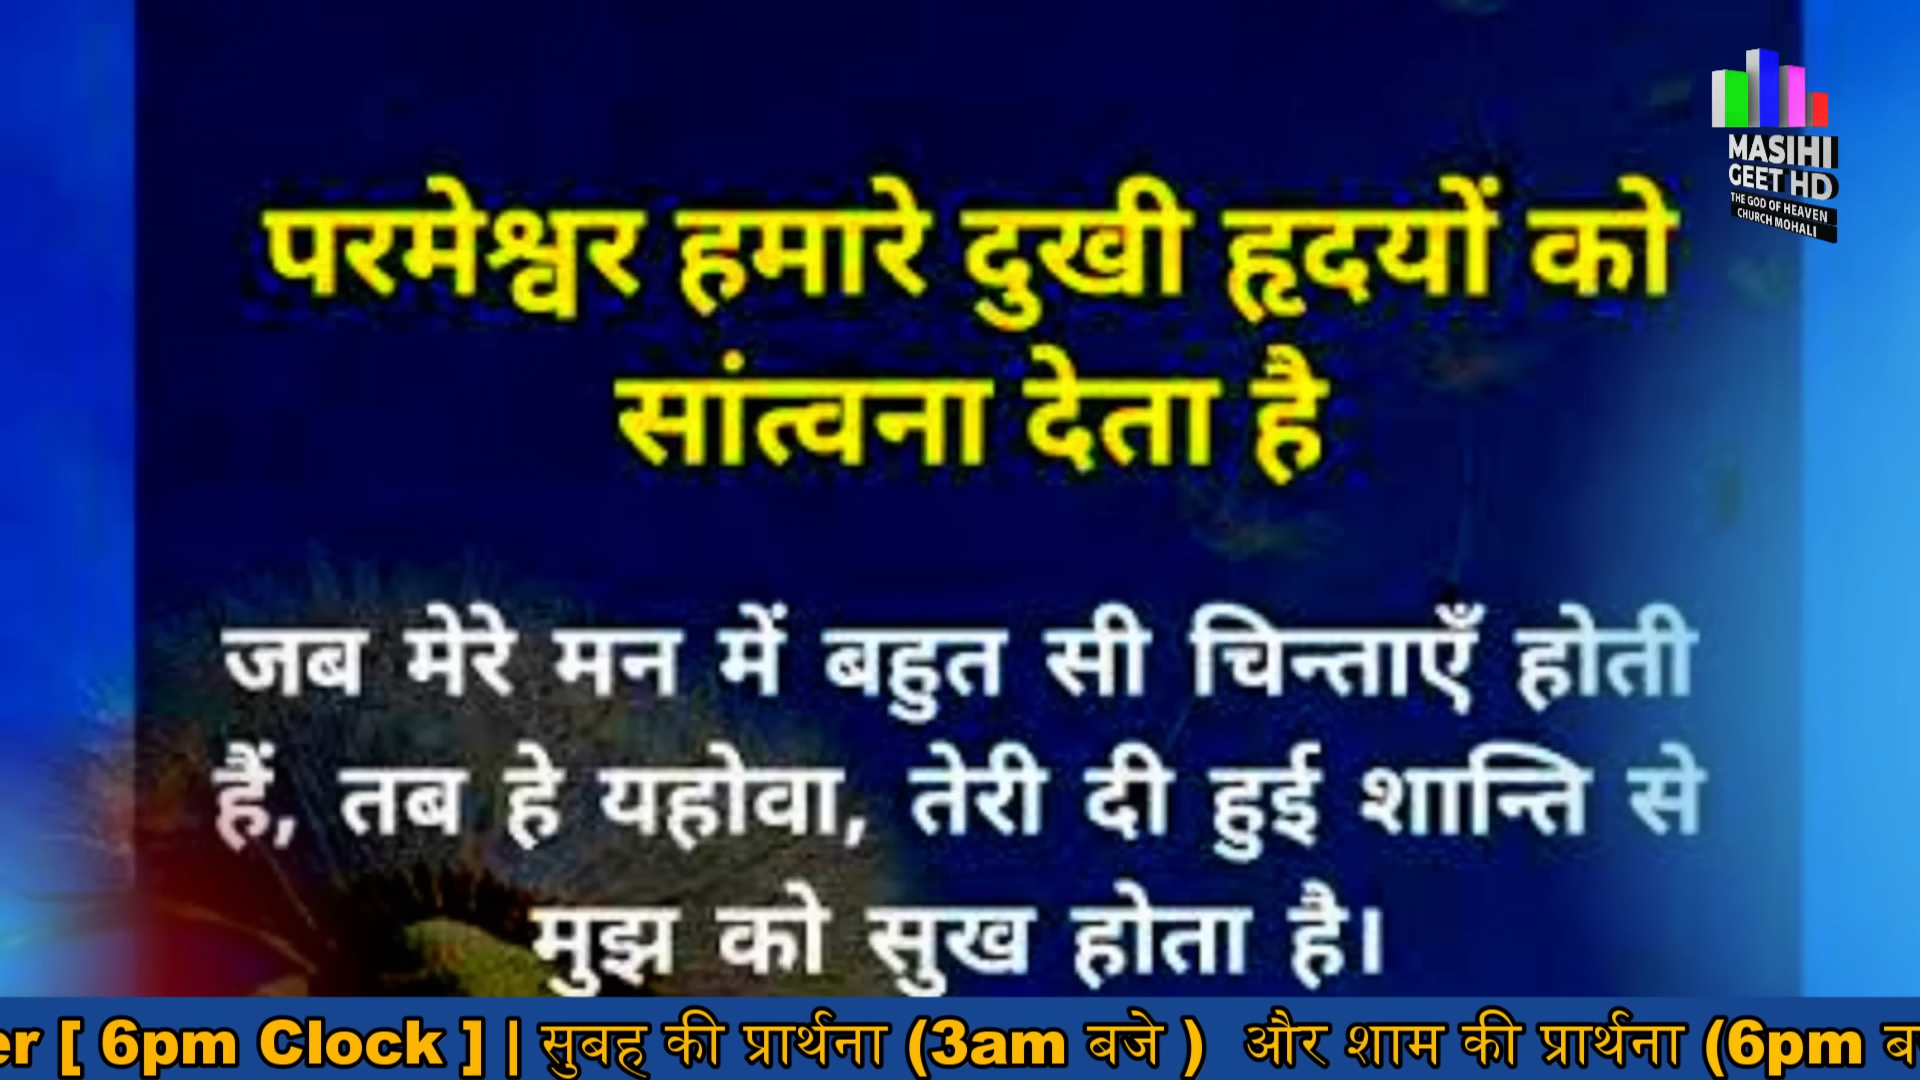 MASIHI
GEET HD
THE GOD OF HEAVEN
CHURCH MOHALI
परमेश्वर हमारे दुखी हृदयों को
सांत्वना देता है
जब मेरे मन में बहुत सी चिन्ताएँ होती
हैं, तब हे यहोवा, तेरी दी हुई शान्ति से
मुझ को सुख होता है।
er [ 6pm Clock ] | सुबह की प्रार्थना (3am बजे ) और शाम की प्रार्थना (6pm ब